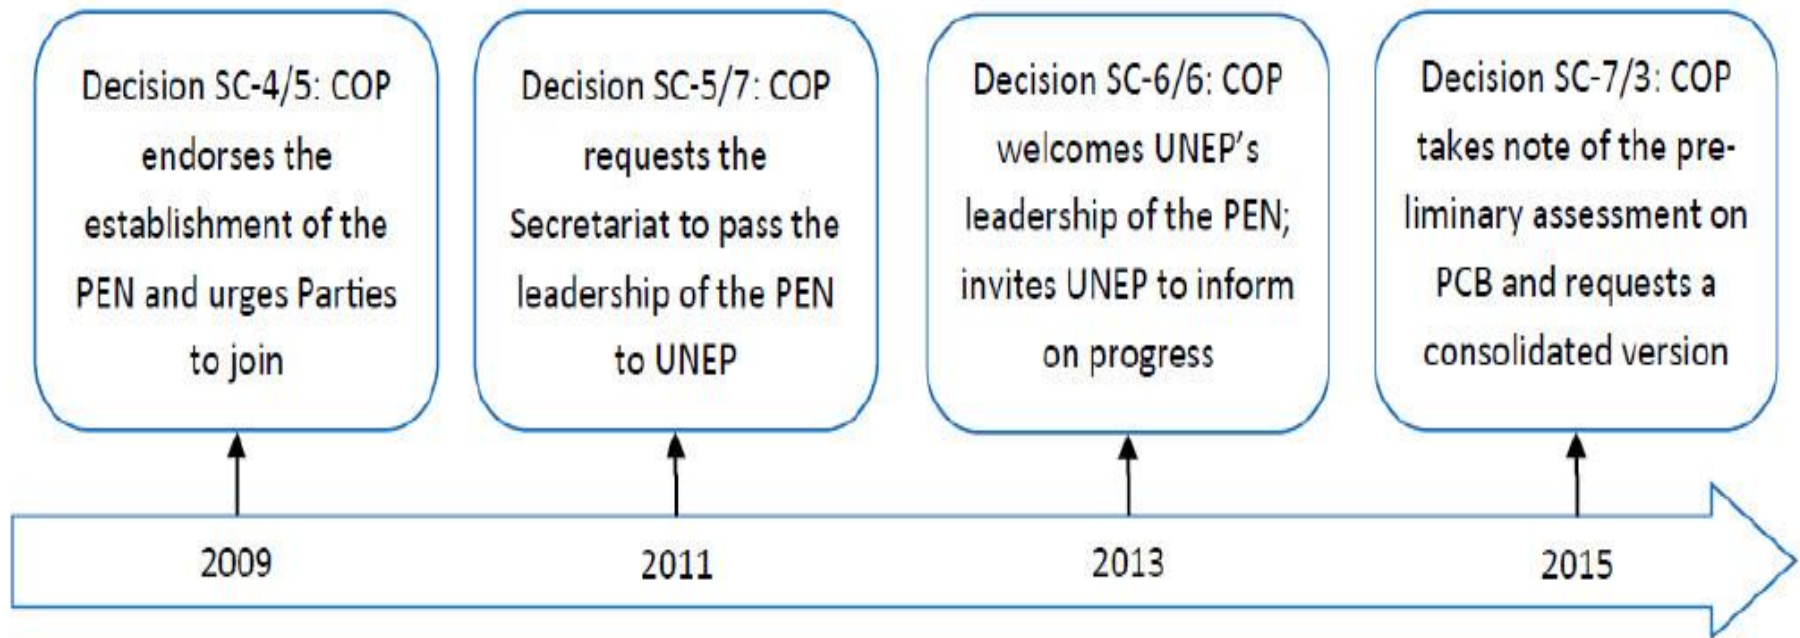 Decision SC-4/5: COP
endorses the
establishment of the
PEN and urges Parties
to join
Decision SC-5/7: COP
requests the
Secretariat to pass the
leadership of the PEN
to UNEP
Decision SC-6/6: COP
welcomes UNEP’s
leadership of the PEN;
invites UNEP to inform
on progress
Decision SC-7/3: COP
takes note of the pre-
liminary assessment on
PCB and requests a
consolidated version
2009
2011
2013
2015